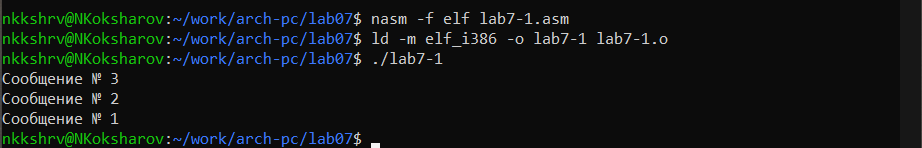 nkkshrv@NKoksharov:~/work/arch-pc/lab07$ nasm -f elf lab7-1.asm
nkkshrv@NKoksharov:~/work/arch-pc/lab07$ ld -m elf_i386 -o lab7-1 lab7-1.o
nkkshrv@NKoksharov:~/work/arch-pc/lab07$ ./lab7-1
Сообщение № 3
Сообщение № 2
Сообщение № 1
nkkshrv@NKoksharov:~/work/arch-pc/lab07$